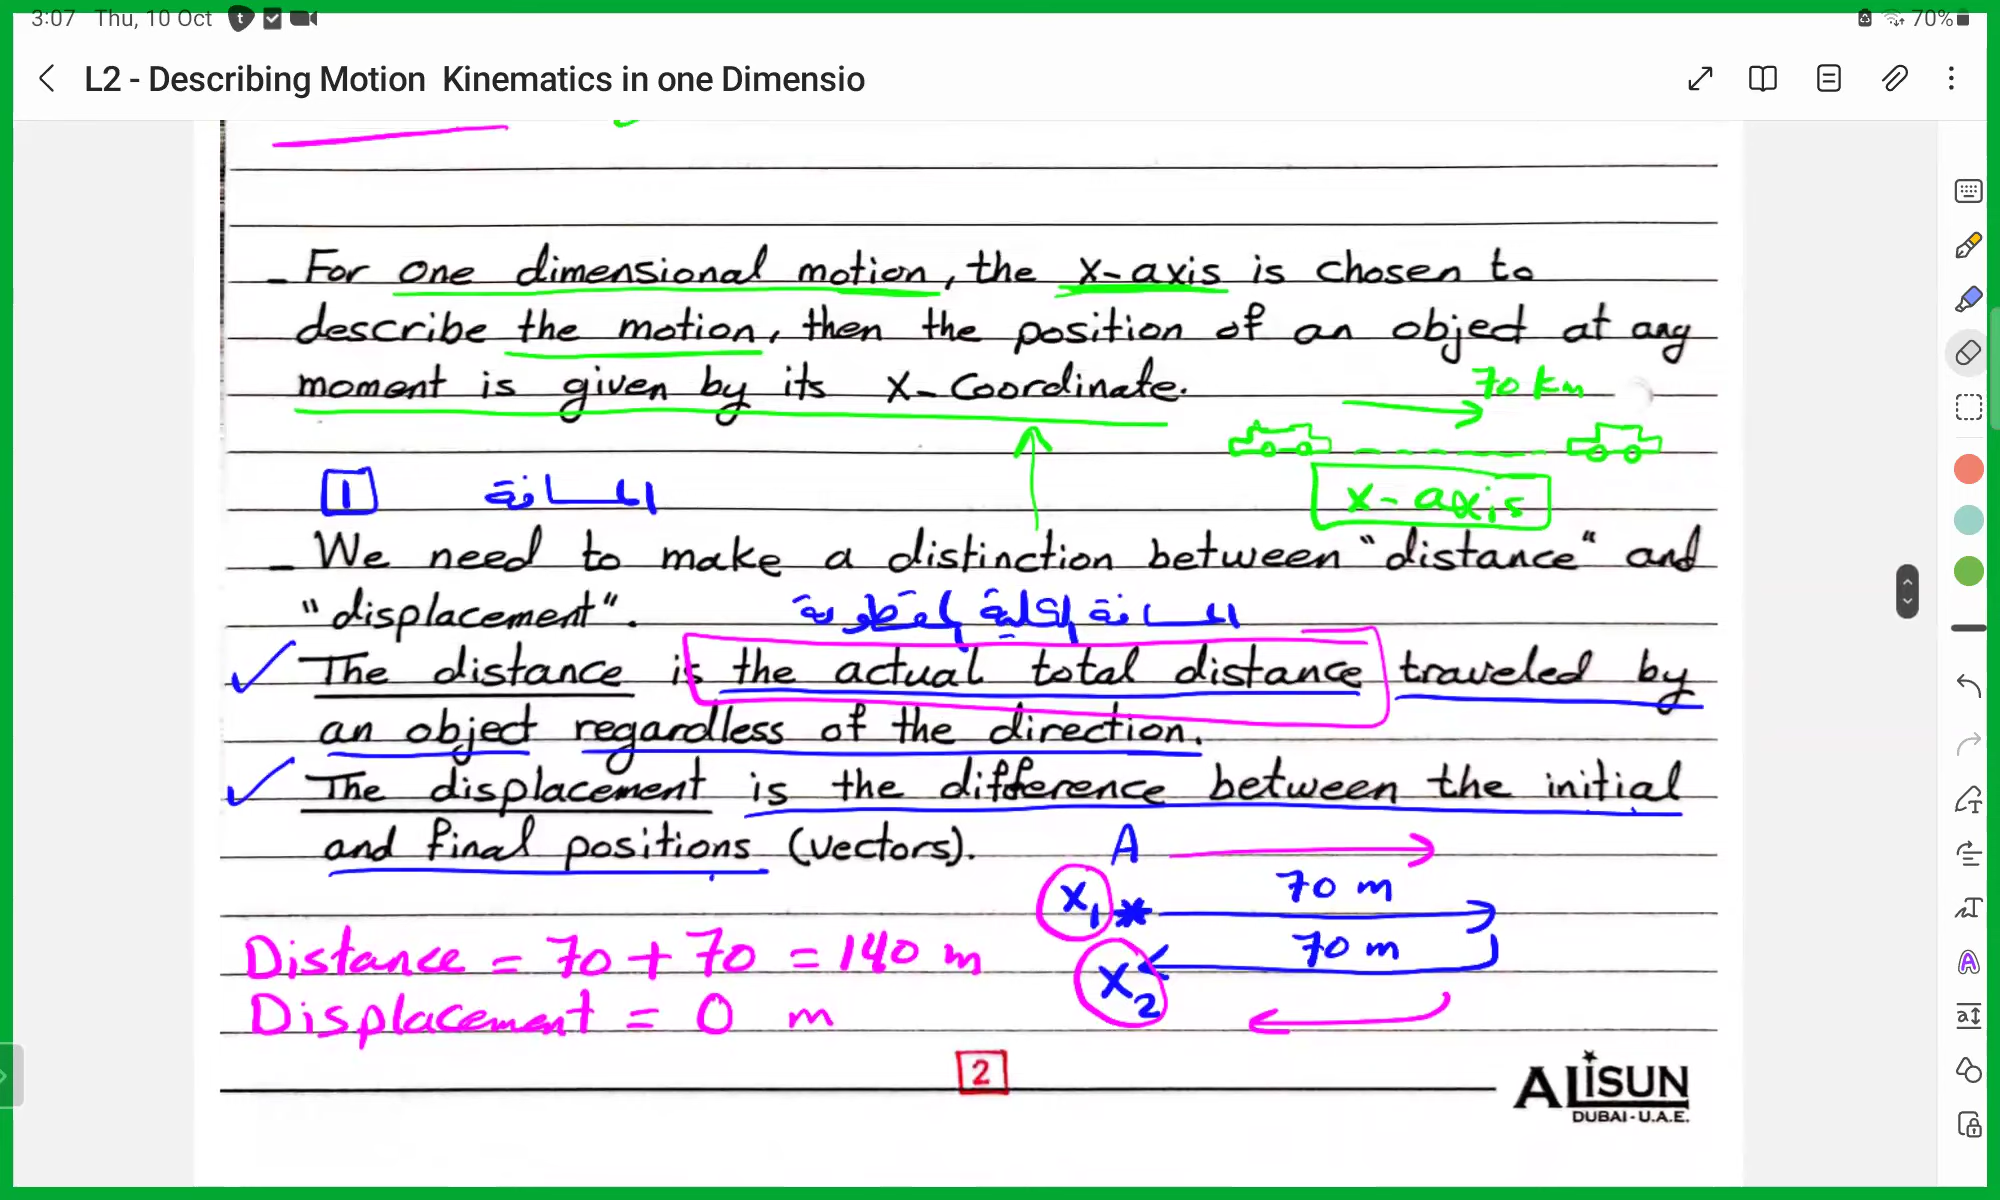 3:07 Thu, 10 Oct t 70%
L2 - Describing Motion Kinematics in one Dimensio
- For one dimensional motion, the x-axis is chosen to
describe the motion, then the position of an object at any
moment is given by its x-Coordinate.
70 km
x-axis
1 المسافة
- We need to make a distinction between "distance" and
"displacement".
المسافة الكلية المقطوعة
The distance is the actual total distance traveled by
an object regardless of the direction.
The displacement is the difference between the initial
and final positions (vectors).
A
x1 70 m
70 m
x2
Distance = 70 + 70 = 140 m
Displacement = 0 m
2
ALISUN
DUBAI - U.A.E.